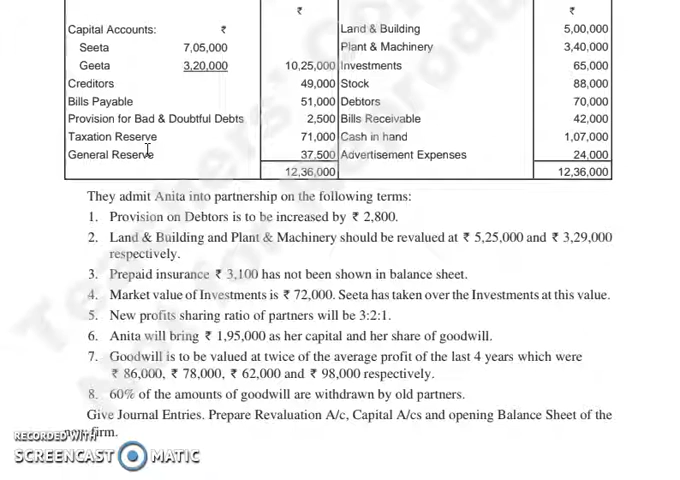 ₹ ₹
Capital Accounts: ₹ Land & Building 5,00,000
Seeta 7,05,000 Plant & Machinery 3,40,000
Geeta 3,20,000 10,25,000 Investments 65,000
Creditors 49,000 Stock 88,000
Bills Payable 51,000 Debtors 70,000
Provision for Bad & Doubtful Debts 2,500 Bills Receivable 42,000
Taxation Reserve 71,000 Cash in hand 1,07,000
General Reserve 37,500 Advertisement Expenses 24,000
12,36,000 12,36,000
They admit Anita into partnership on the following terms:
1. Provision on Debtors is to be increased by ₹ 2,800.
2. Land & Building and Plant & Machinery should be revalued at ₹ 5,25,000 and ₹ 3,29,000
respectively.
3. Prepaid insurance ₹ 3,100 has not been shown in balance sheet.
4. Market value of Investments is ₹ 72,000. Seeta has taken over the Investments at this value.
5. New profits sharing ratio of partners will be 3:2:1.
6. Anita will bring ₹ 1,95,000 as her capital and her share of goodwill.
7. Goodwill is to be valued at twice of the average profit of the last 4 years which were
₹ 86,000, ₹ 78,000, ₹ 62,000 and ₹ 98,000 respectively.
8. 60% of the amounts of goodwill are withdrawn by old partners.
Give Journal Entries. Prepare Revaluation A/c, Capital A/cs and opening Balance Sheet of the
firm.
RECORDED WITH
SCREENCAST MATIC